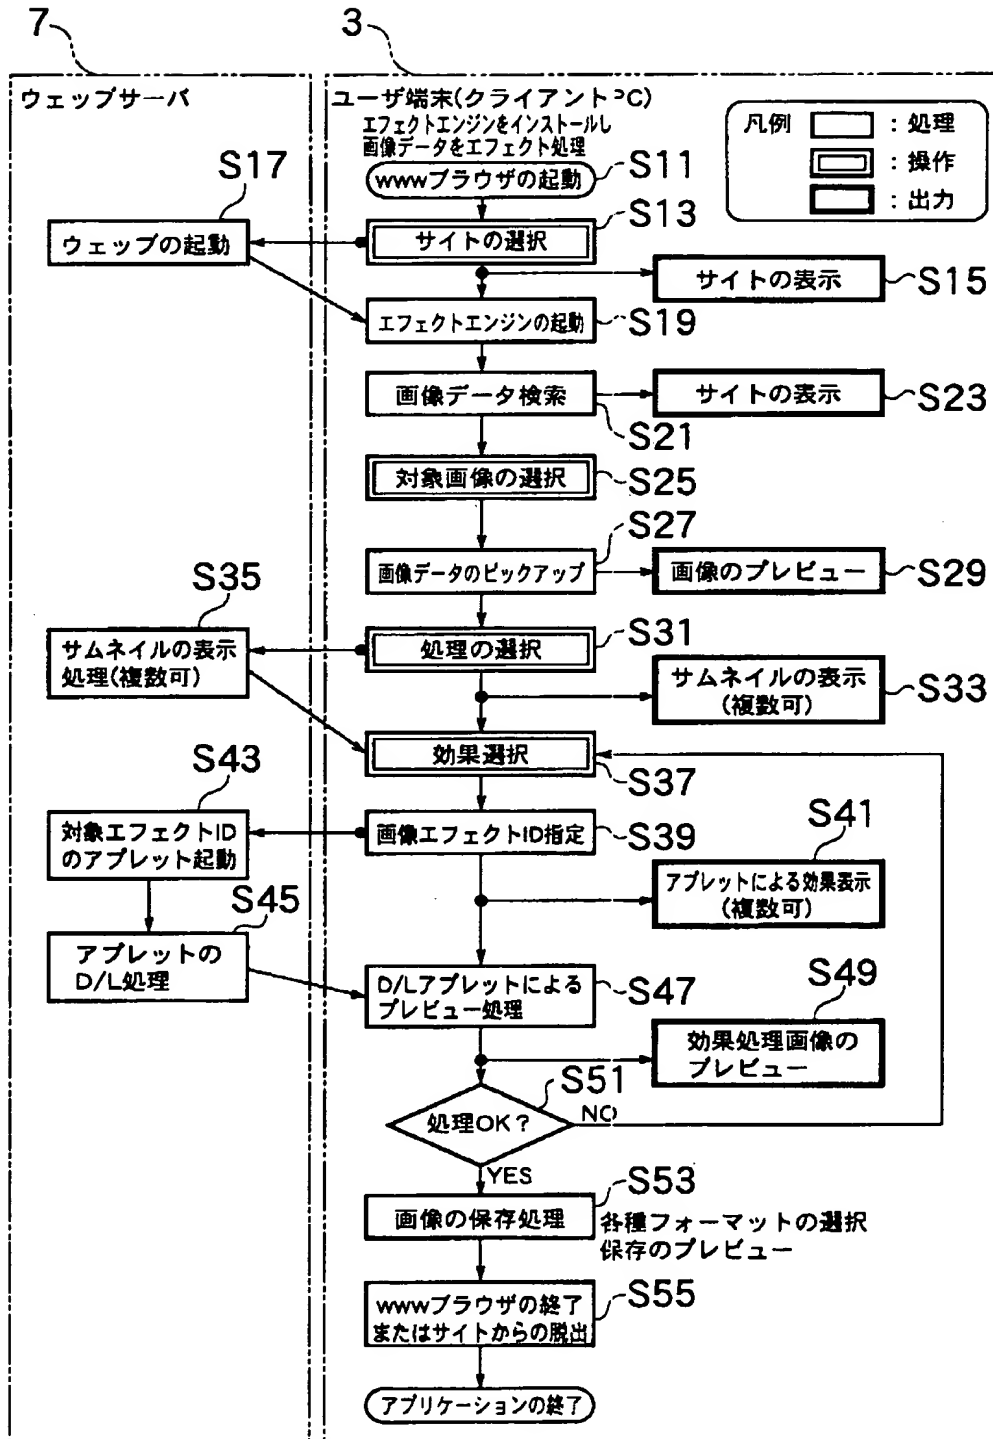 7
3
ウェッブサーバ
ユーザ端末(クライアントPC)
エフェクトエンジンをインストールし
画像データをエフェクト処理
凡例
:処理
:操作
:出力
wwwブラウザの起動
S11
S17
サイトの選択
S13
ウェッブの起動
サイトの表示
S15
エフェクトエンジンの起動
S19
画像データ検索
サイトの表示
S23
S21
対象画像の選択
S25
S27
画像データのピックアップ
画像のプレビュー
S29
S35
処理の選択
S31
サムネイルの表示
処理(複数可)
サムネイルの表示
(複数可)
S33
効果選択
S37
S43
対象エフェクトID
のアプレット起動
画像エフェクトID指定
S39
S41
アプレットによる効果表示
(複数可)
S45
アプレットの
D/L処理
D/Lアプレットによる
プレビュー処理
S47
S49
効果処理画像の
プレビュー
S51
処理OK?
NO
YES
S53
画像の保存処理
各種フォーマットの選択
保存のプレビュー
S55
wwwブラウザの終了
またはサイトからの脱出
アプリケーションの終了